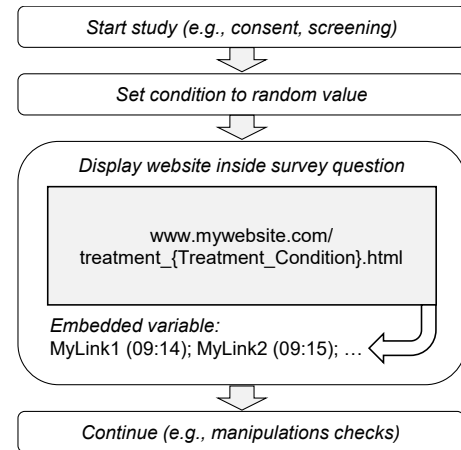 Start study (e.g., consent, screening)
Set condition to random value
Display website inside survey question
www.mywebsite.com/
treatment_{Treatment_Condition}.html
Embedded variable:
MyLink1 (09:14); MyLink2 (09:15); …
Continue (e.g., manipulations checks)